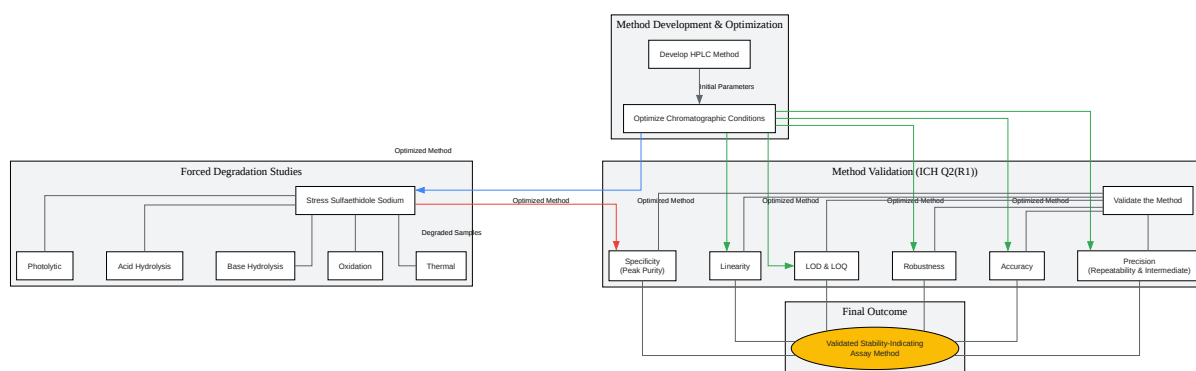 Method Development & Optimization
Develop HPLC Method
Initial Parameters
Optimize Chromatographic Conditions
Optimized Method
Forced Degradation Studies
Stress Sulfaethidole Sodium
Degraded Samples
Photolytic
Acid Hydrolysis
Base Hydrolysis
Oxidation
Thermal
Optimized Method
Method Validation (ICH Q2(R1))
Validate the Method
Optimized Method
Optimized Method
Optimized Method
Optimized Method
Specificity
(Peak Purity)
Linearity
LOD & LOQ
Robustness
Accuracy
Precision
(Repeatability & Intermediate)
Final Outcome
Validated Stability-Indicating
Assay Method